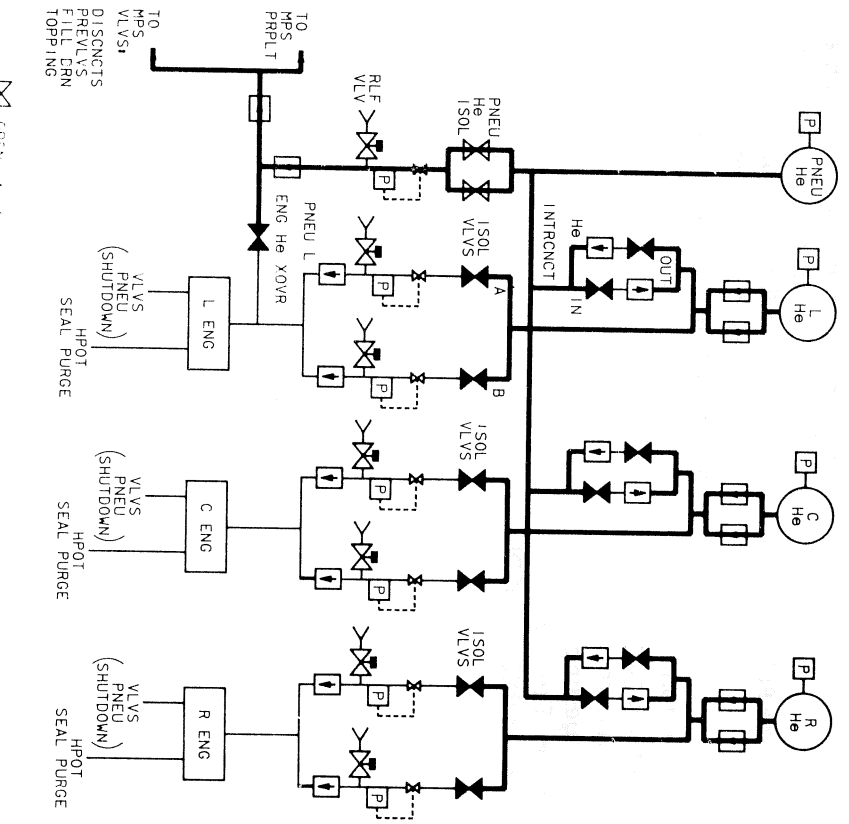 P
PNEU
He
P
L
He
P
C
He
P
R
He
OUT
He
IN
INTRCNCT
PNEU
He
ISOL
ISOL
VLVS
A
B
ISOL
VLVS
ISOL
VLVS
RLF
VLV
P
P
P
P
P
P
P
P
PNEU L
ENG He XOVR
L ENG
C ENG
R ENG
VLVS
PNEU
(SHUTDOWN)
HPOT
SEAL PURGE
VLVS
PNEU
(SHUTDOWN)
HPOT
SEAL PURGE
VLVS
PNEU
(SHUTDOWN)
HPOT
SEAL PURGE
TO
MPS
PRPLT
TO
MPS
VLVS:
DISCNCTS
PREVLVS
FILL DRN
TOPPING